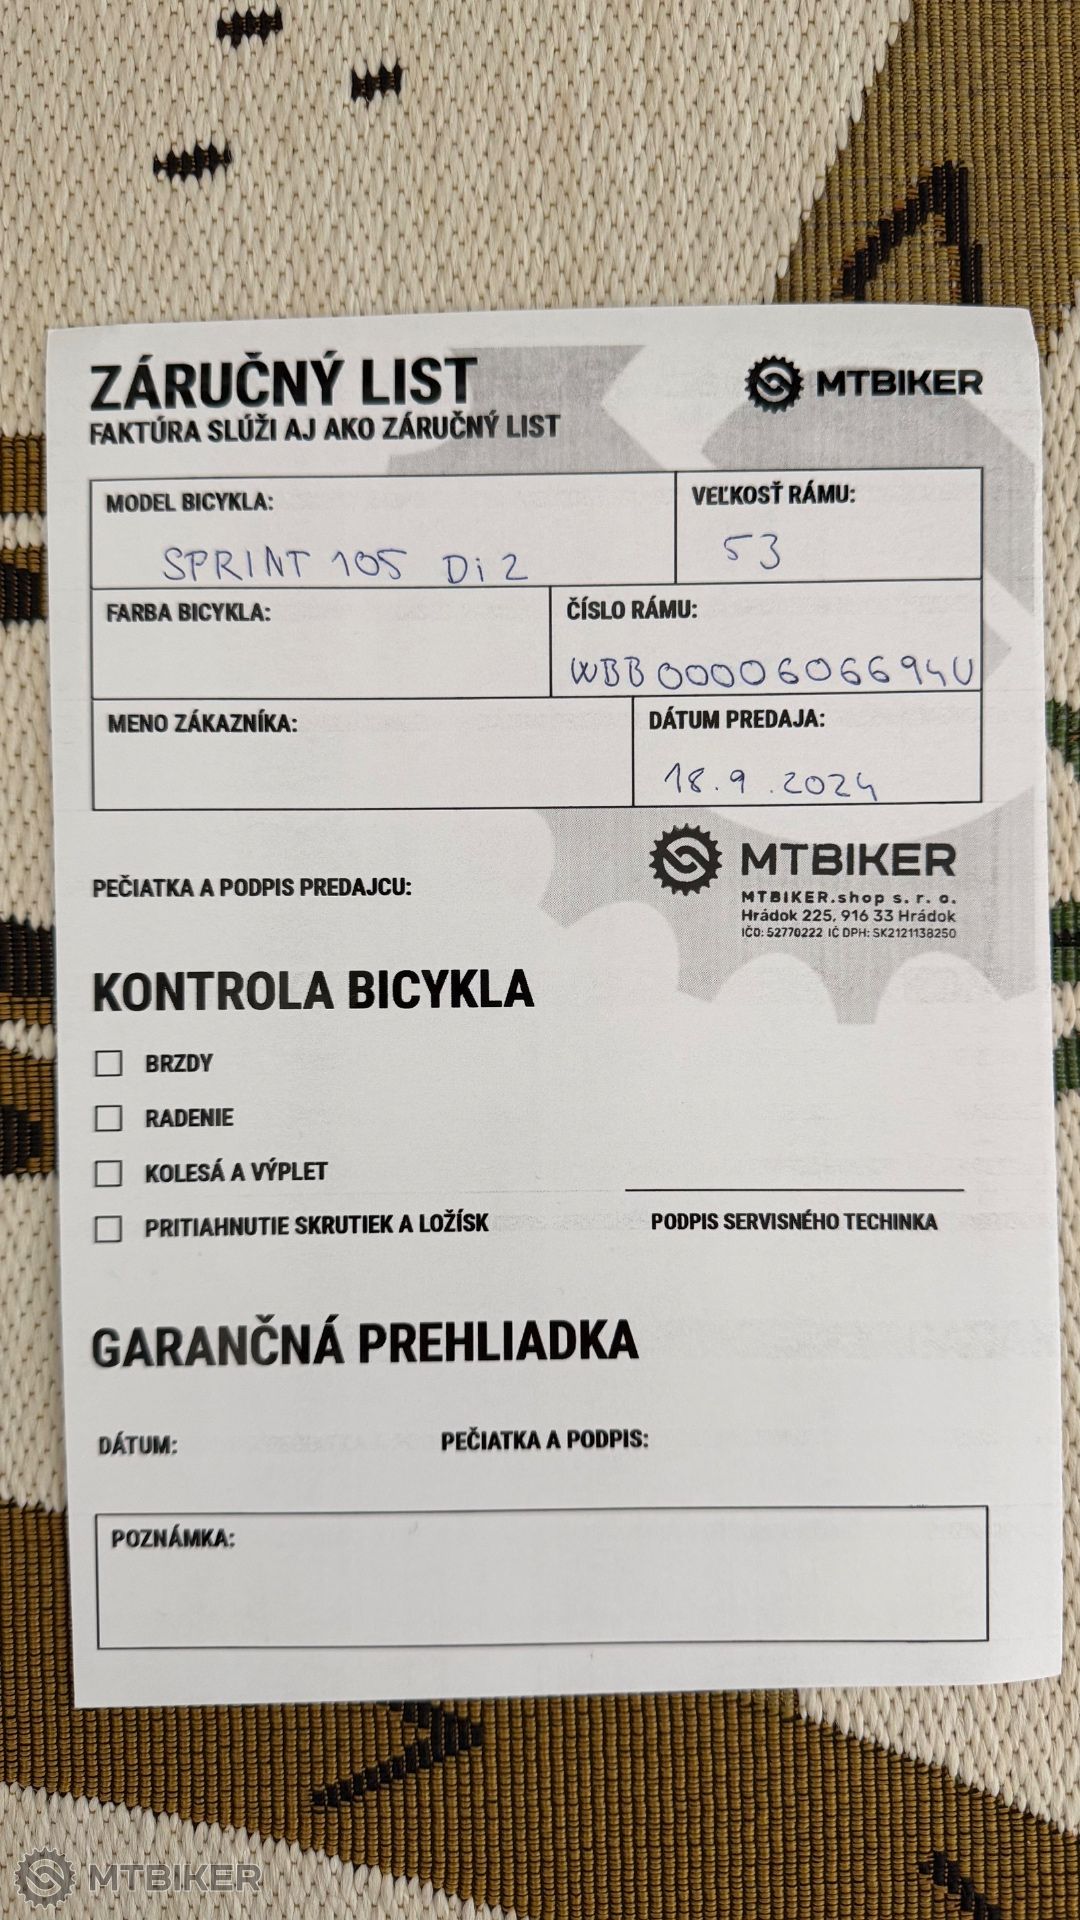 ZÁRUČNÝ LIST
MTBIKER
FAKTÚRA SLÚŽI AJ AKO ZÁRUČNÝ LIST
MODEL BICYKLA:
SPRINT 105 Di2
VEĽKOSŤ RÁMU:
53
FARBA BICYKLA:
ČÍSLO RÁMU:
WBB0000606694U
MENO ZÁKAZNÍKA:
DÁTUM PREDAJA:
18.9.2024
PEČIATKA A PODPIS PREDAJCU:
MTBIKER
MTBIKER.shop s. r. o.
Hrádok 225, 916 33 Hrádok
IČO: 52770222 IČ DPH: SK2121138250
KONTROLA BICYKLA
BRZDY
RADENIE
KOLESÁ A VÝPLET
PRITIAHNUTIE SKRUTIEK A LOŽÍSK
PODPIS SERVISNÉHO TECHINKA
GARANČNÁ PREHLIADKA
DÁTUM:
PEČIATKA A PODPIS:
POZNÁMKA:
MTBIKER